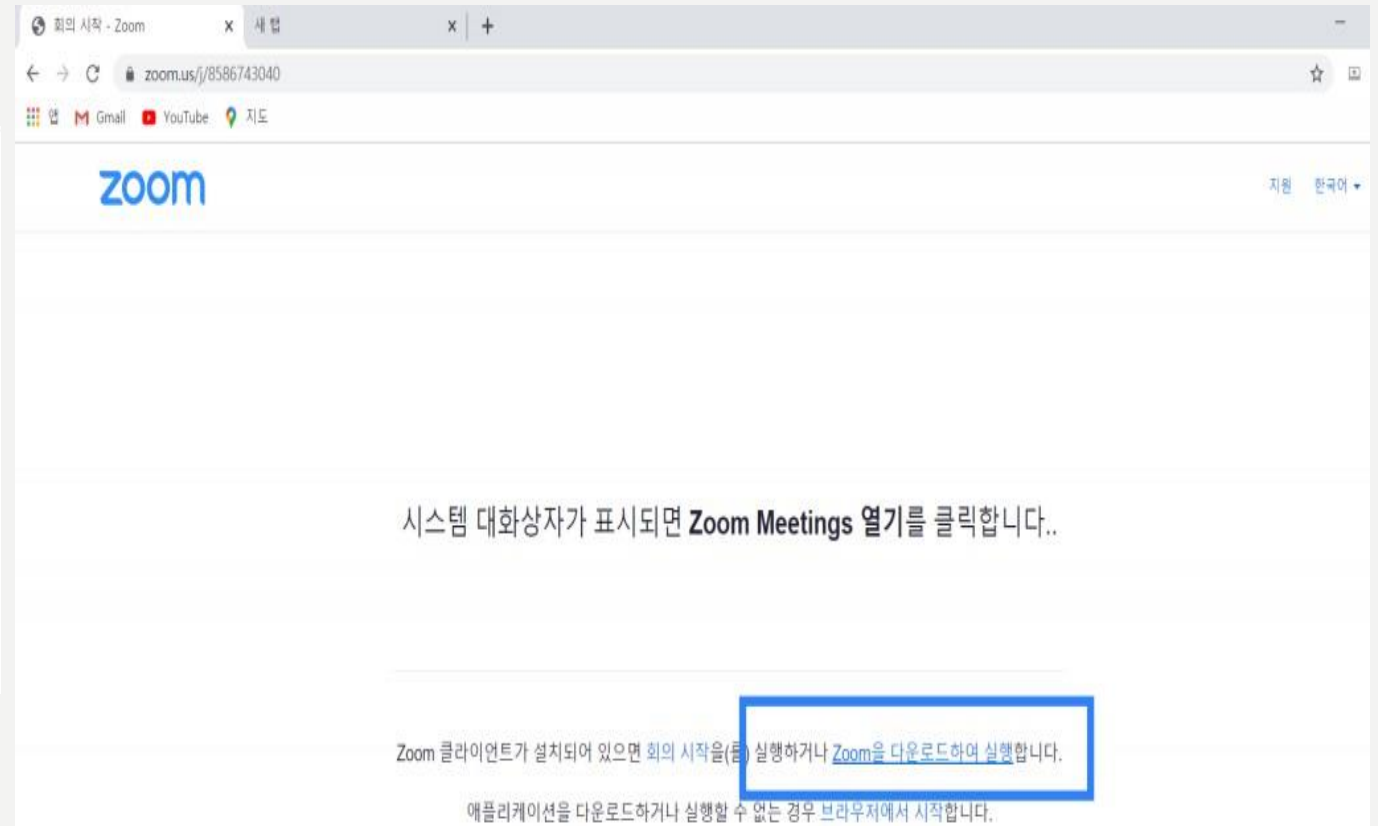 회의 시작 - Zoom
새 탭
zoom.us/j/8586743040
앱 Gmail YouTube 지도
zoom
지원 한국어
시스템 대화상자가 표시되면 Zoom Meetings 열기를 클릭합니다..
Zoom 클라이언트가 설치되어 있으면 회의 시작을(를) 실행하거나 Zoom을 다운로드하여 실행합니다.
애플리케이션을 다운로드하거나 실행할 수 없는 경우 브라우저에서 시작합니다.